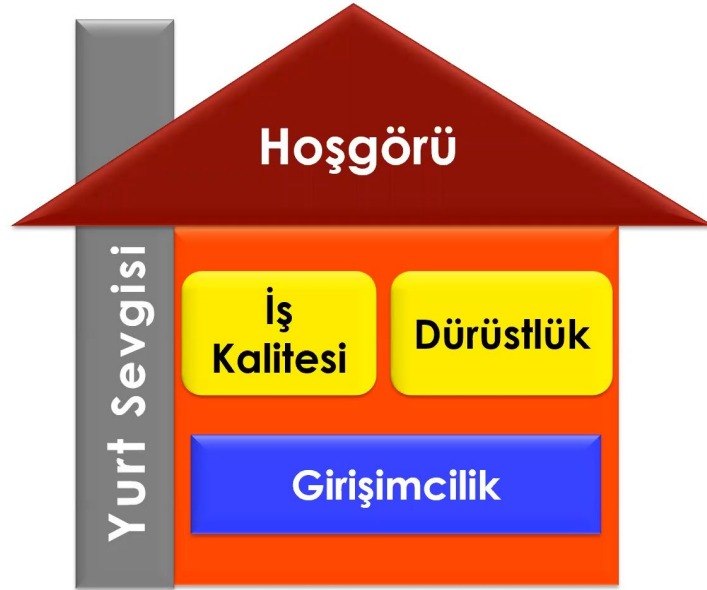 Hoşgörü
Yurt Sevgisi
İş
Kalitesi
Dürüstlük
Girişimcilik